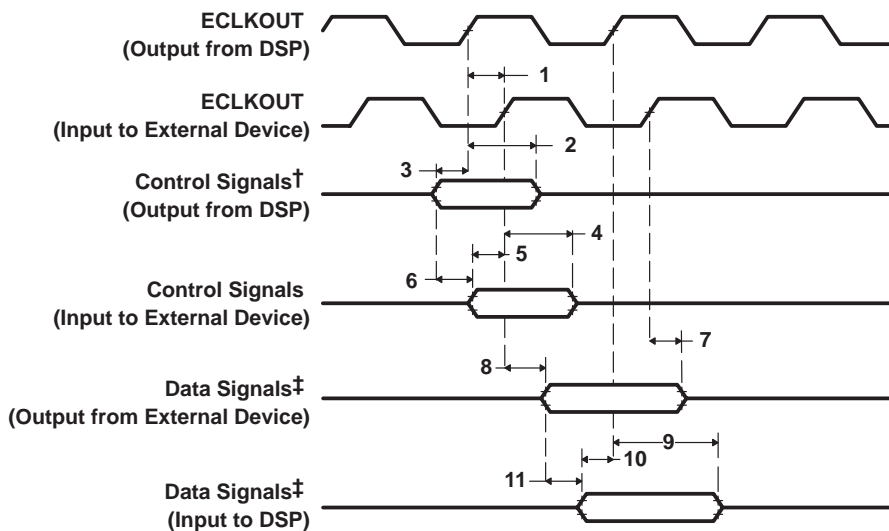 ECLKOUT
(Output from DSP)
1
ECLKOUT
(Input to External Device)
2
3
Control Signals†
(Output from DSP)
4
5
6
Control Signals
(Input to External Device)
7
8
Data Signals‡
(Output from External Device)
9
10
11
Data Signals‡
(Input to DSP)